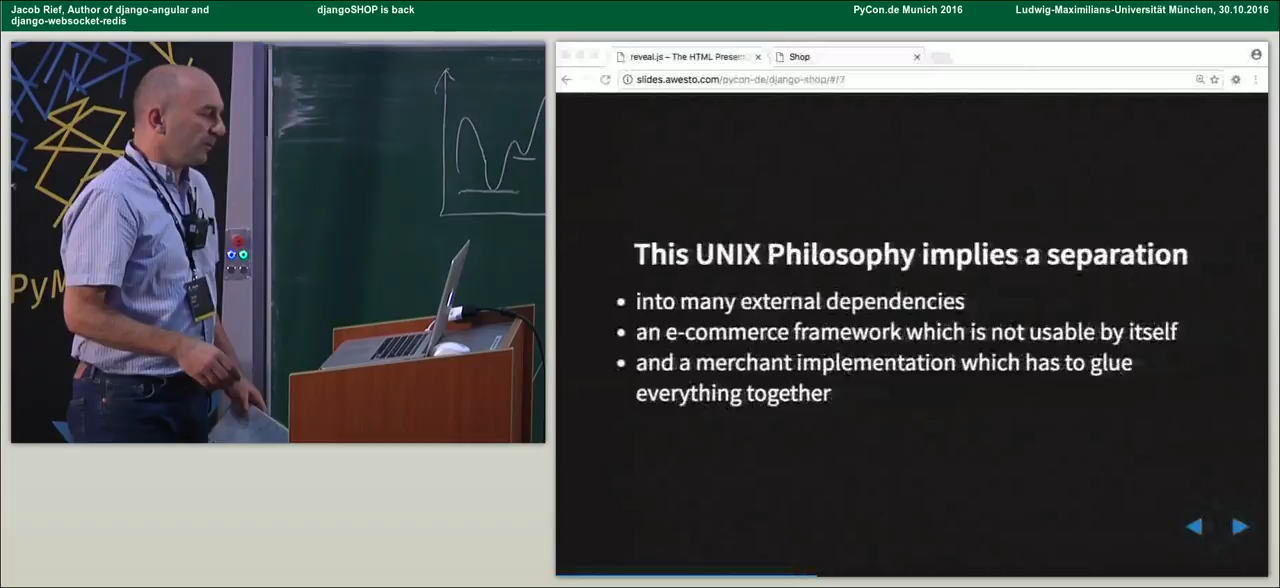 Jacob Rief, Author of django-angular and
django-websocket-redis
djangoSHOP is back
PyCon.de Munich 2016
Ludwig-Maximilians-Universität München, 30.10.2016
PyM
reveal.js – The HTML Presen
Shop
slides.awesto.com/pycon-de/django-shop/#/7
This UNIX Philosophy implies a separation
• into many external dependencies
• an e-commerce framework which is not usable by itself
• and a merchant implementation which has to glue
everything together